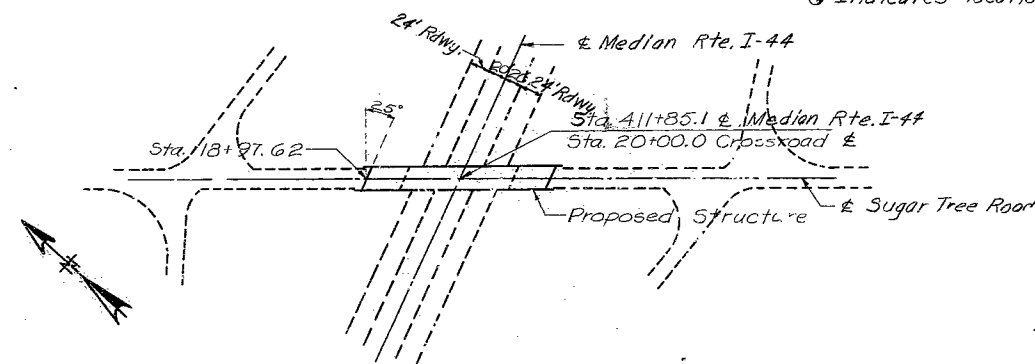 Indicates
℄ Median Rte. I-44
24' Rdwy.
24' Rdwy.
25°
Sta. 411+85.1 ℄ Median Rte. I-44
Sta. 20+00.0 Crossroad ℄
Sta. 18+97.62
℄ Sugar Tree Road
Proposed Structure
N